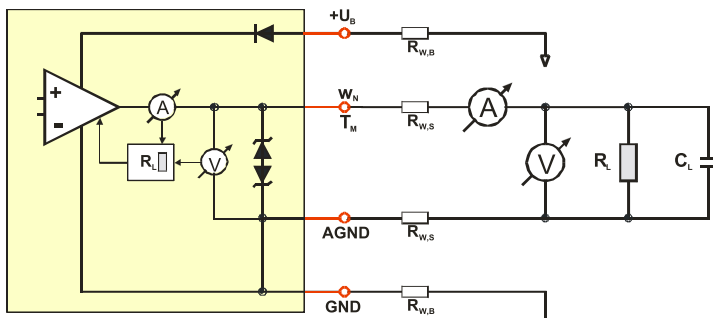 +U_B
R_W,B
+
-
A
W_N
T_M
R_W,S
A
R_L
V
V
R_L
C_L
AGND
R_W,S
GND
R_W,B